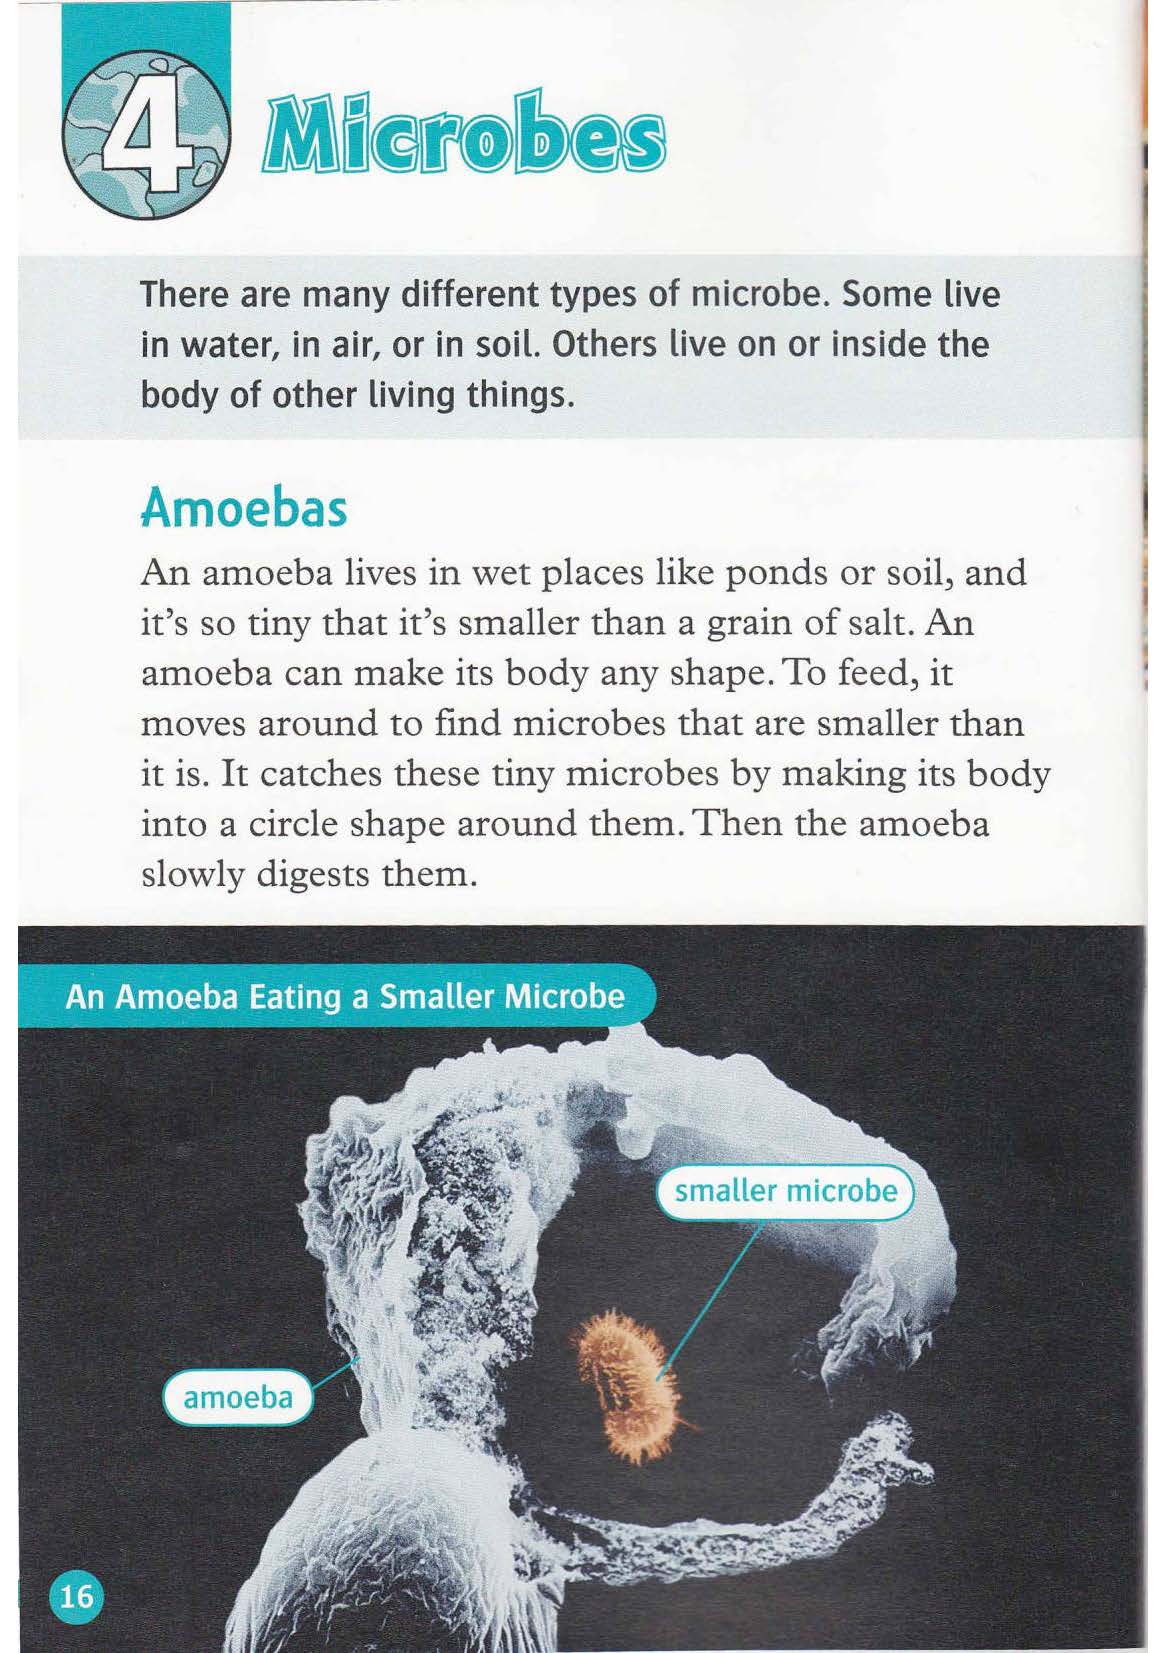 4
Microbes
There are many different types of microbe. Some live
in water, in air, or in soil. Others live on or inside the
body of other living things.
Amoebas
An amoeba lives in wet places like ponds or soil, and
it's so tiny that it's smaller than a grain of salt. An
amoeba can make its body any shape. To feed, it
moves around to find microbes that are smaller than
it is. It catches these tiny microbes by making its body
into a circle shape around them. Then the amoeba
slowly digests them.
An Amoeba Eating a Smaller Microbe
smaller microbe
amoeba
16